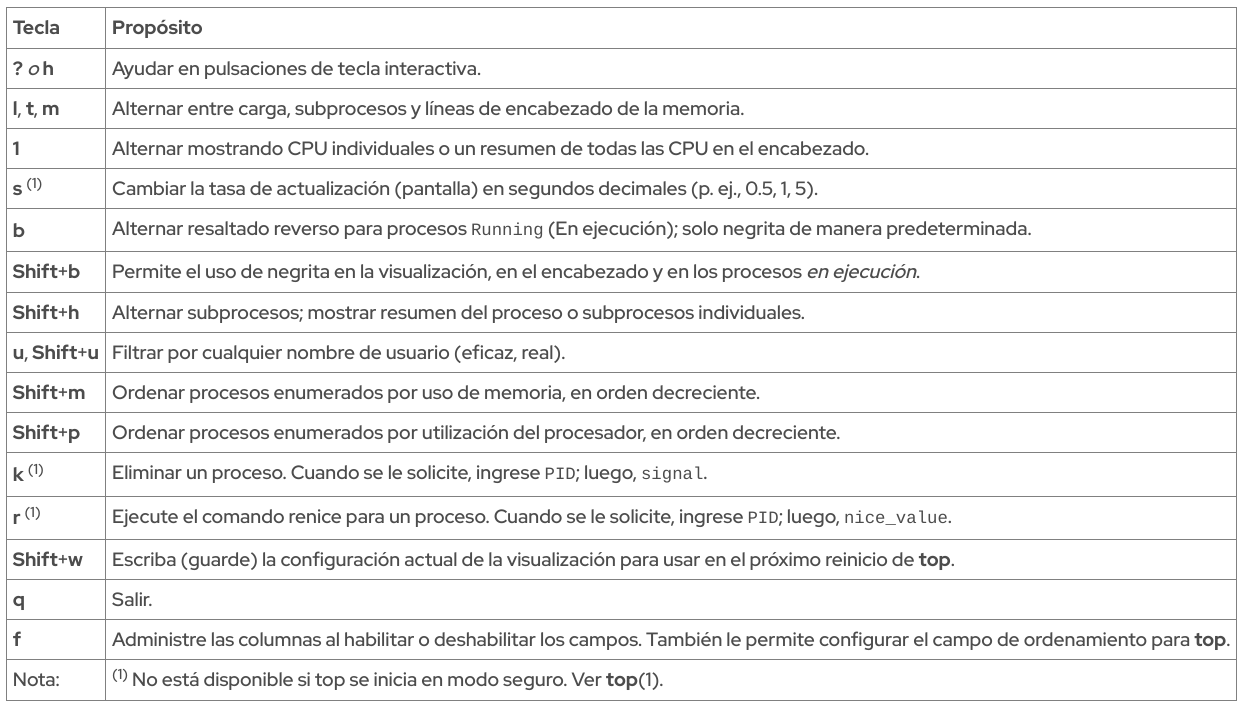 Tecla Propósito
? o h Ayudar en pulsaciones de tecla interactiva.
l, t, m Alternar entre carga, subprocesos y líneas de encabezado de la memoria.
1 Alternar mostrando CPU individuales o un resumen de todas las CPU en el encabezado.
s (1) Cambiar la tasa de actualización (pantalla) en segundos decimales (p. ej., 0.5, 1, 5).
b Alternar resaltado reverso para procesos Running (En ejecución); solo negrita de manera predeterminada.
Shift+b Permite el uso de negrita en la visualización, en el encabezado y en los procesos en ejecución.
Shift+h Alternar subprocesos; mostrar resumen del proceso o subprocesos individuales.
u, Shift+u Filtrar por cualquier nombre de usuario (eficaz, real).
Shift+m Ordenar procesos enumerados por uso de memoria, en orden decreciente.
Shift+p Ordenar procesos enumerados por utilización del procesador, en orden decreciente.
k (1) Eliminar un proceso. Cuando se le solicite, ingrese PID; luego, signal.
r (1) Ejecute el comando renice para un proceso. Cuando se le solicite, ingrese PID; luego, nice_value.
Shift+w Escriba (guarde) la configuración actual de la visualización para usar en el próximo reinicio de top.
q Salir.
f Administre las columnas al habilitar o deshabilitar los campos. También le permite configurar el campo de ordenamiento para top.
Nota: (1) No está disponible si top se inicia en modo seguro. Ver top(1).